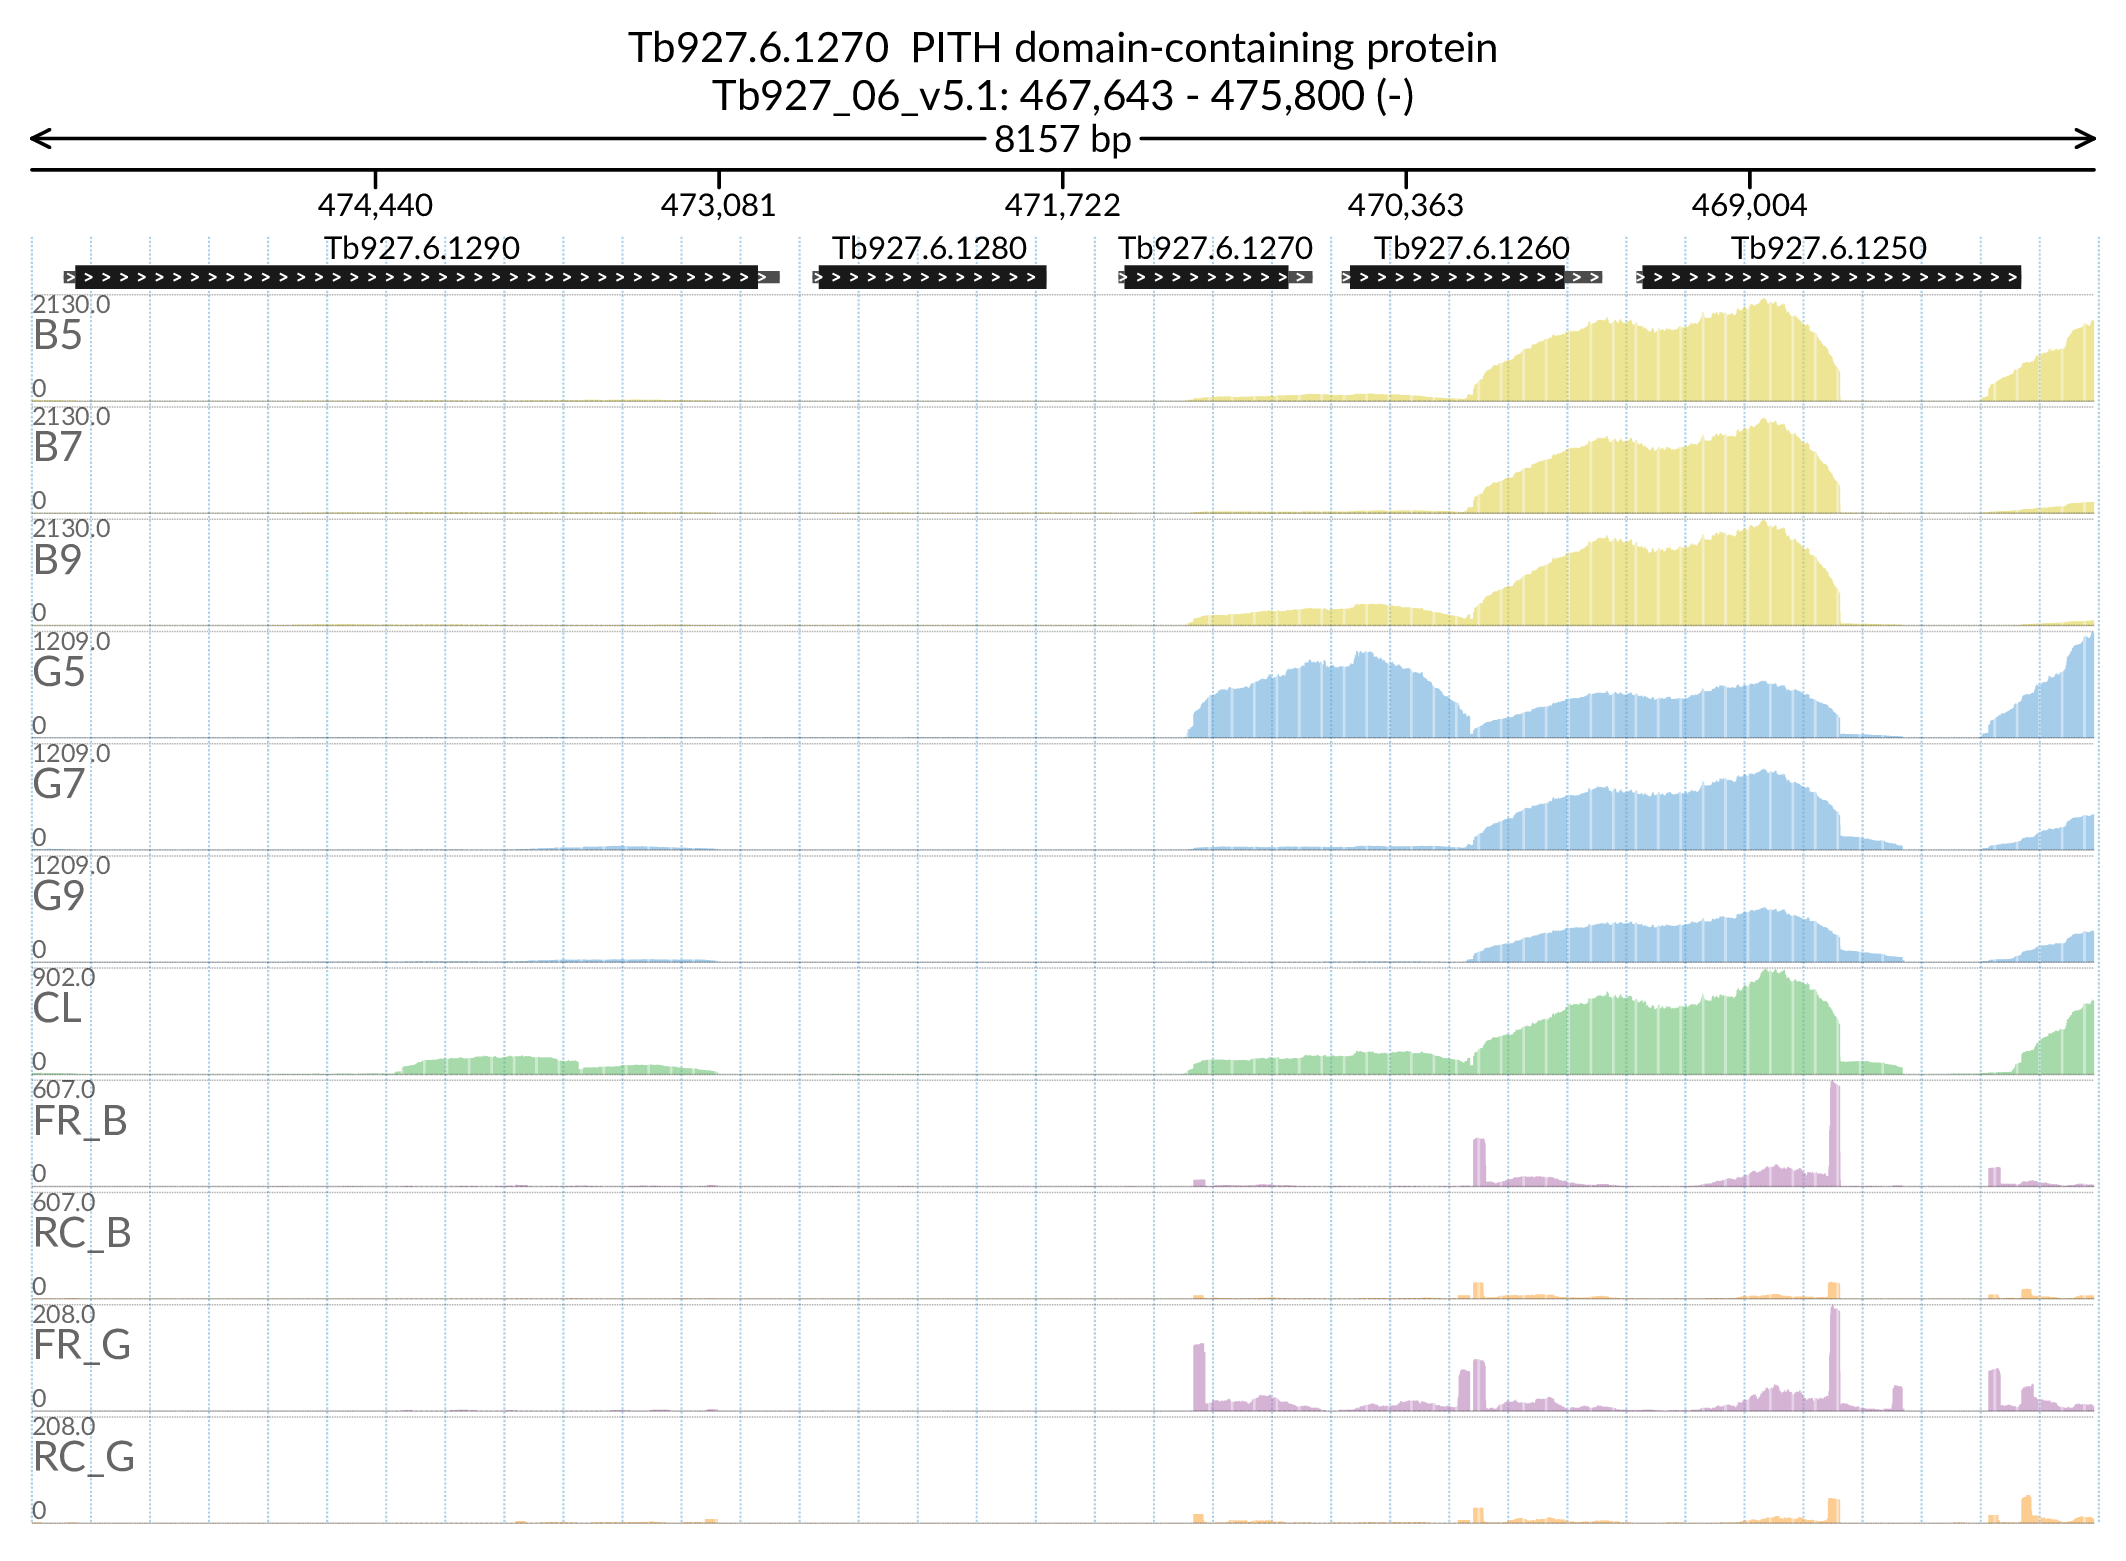 Tb927.6.1270  PITH domain-containing protein
Tb927_06_v5.1: 467,643 - 475,800 (-)
8157 bp
474,440 473,081 471,722 470,363 469,004
Tb927.6.1290 Tb927.6.1280 Tb927.6.1270 Tb927.6.1260 Tb927.6.1250
2130.0
B5
0
2130.0
B7
0
2130.0
B9
0
1209.0
G5
0
1209.0
G7
0
1209.0
G9
0
902.0
CL
0
607.0
FR_B
0
607.0
RC_B
0
208.0
FR_G
0
208.0
RC_G
0